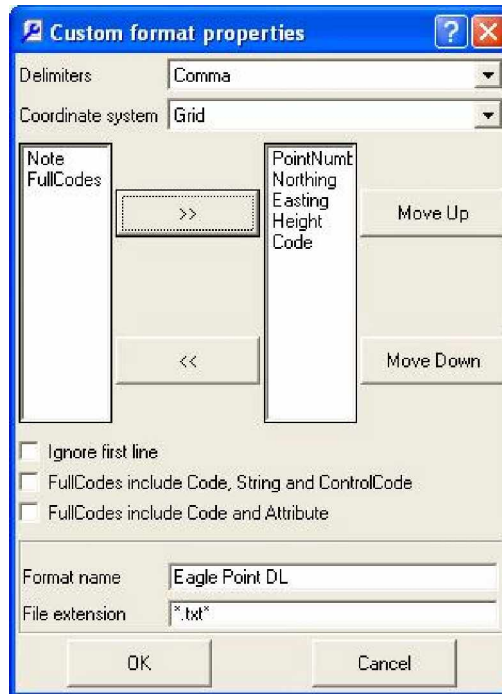 Custom format properties
Delimiters Comma
Coordinate system Grid
Note
FullCodes
>>
<<
PointNumb
Northing
Easting
Height
Code
Move Up
Move Down
Ignore first line
FullCodes include Code, String and ControlCode
FullCodes include Code and Attribute
Format name Eagle Point DL
File extension *.txt*
OK Cancel